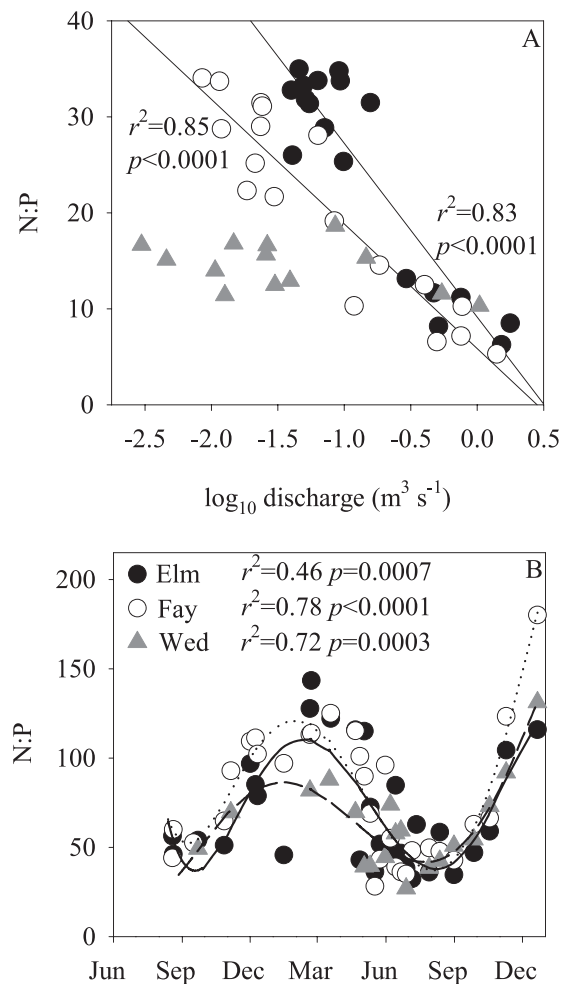 A
40
30
20
10
0
N:P
r²=0.85
p<0.0001
r²=0.83
p<0.0001
-2.5 -2.0 -1.5 -1.0 -0.5 0.0 0.5
log₁₀ discharge (m³ s⁻¹)
B
200
150
100
50
0
N:P
Elm r²=0.46 p=0.0007
Fay r²=0.78 p<0.0001
Wed r²=0.72 p=0.0003
Jun Sep Dec Mar Jun Sep Dec